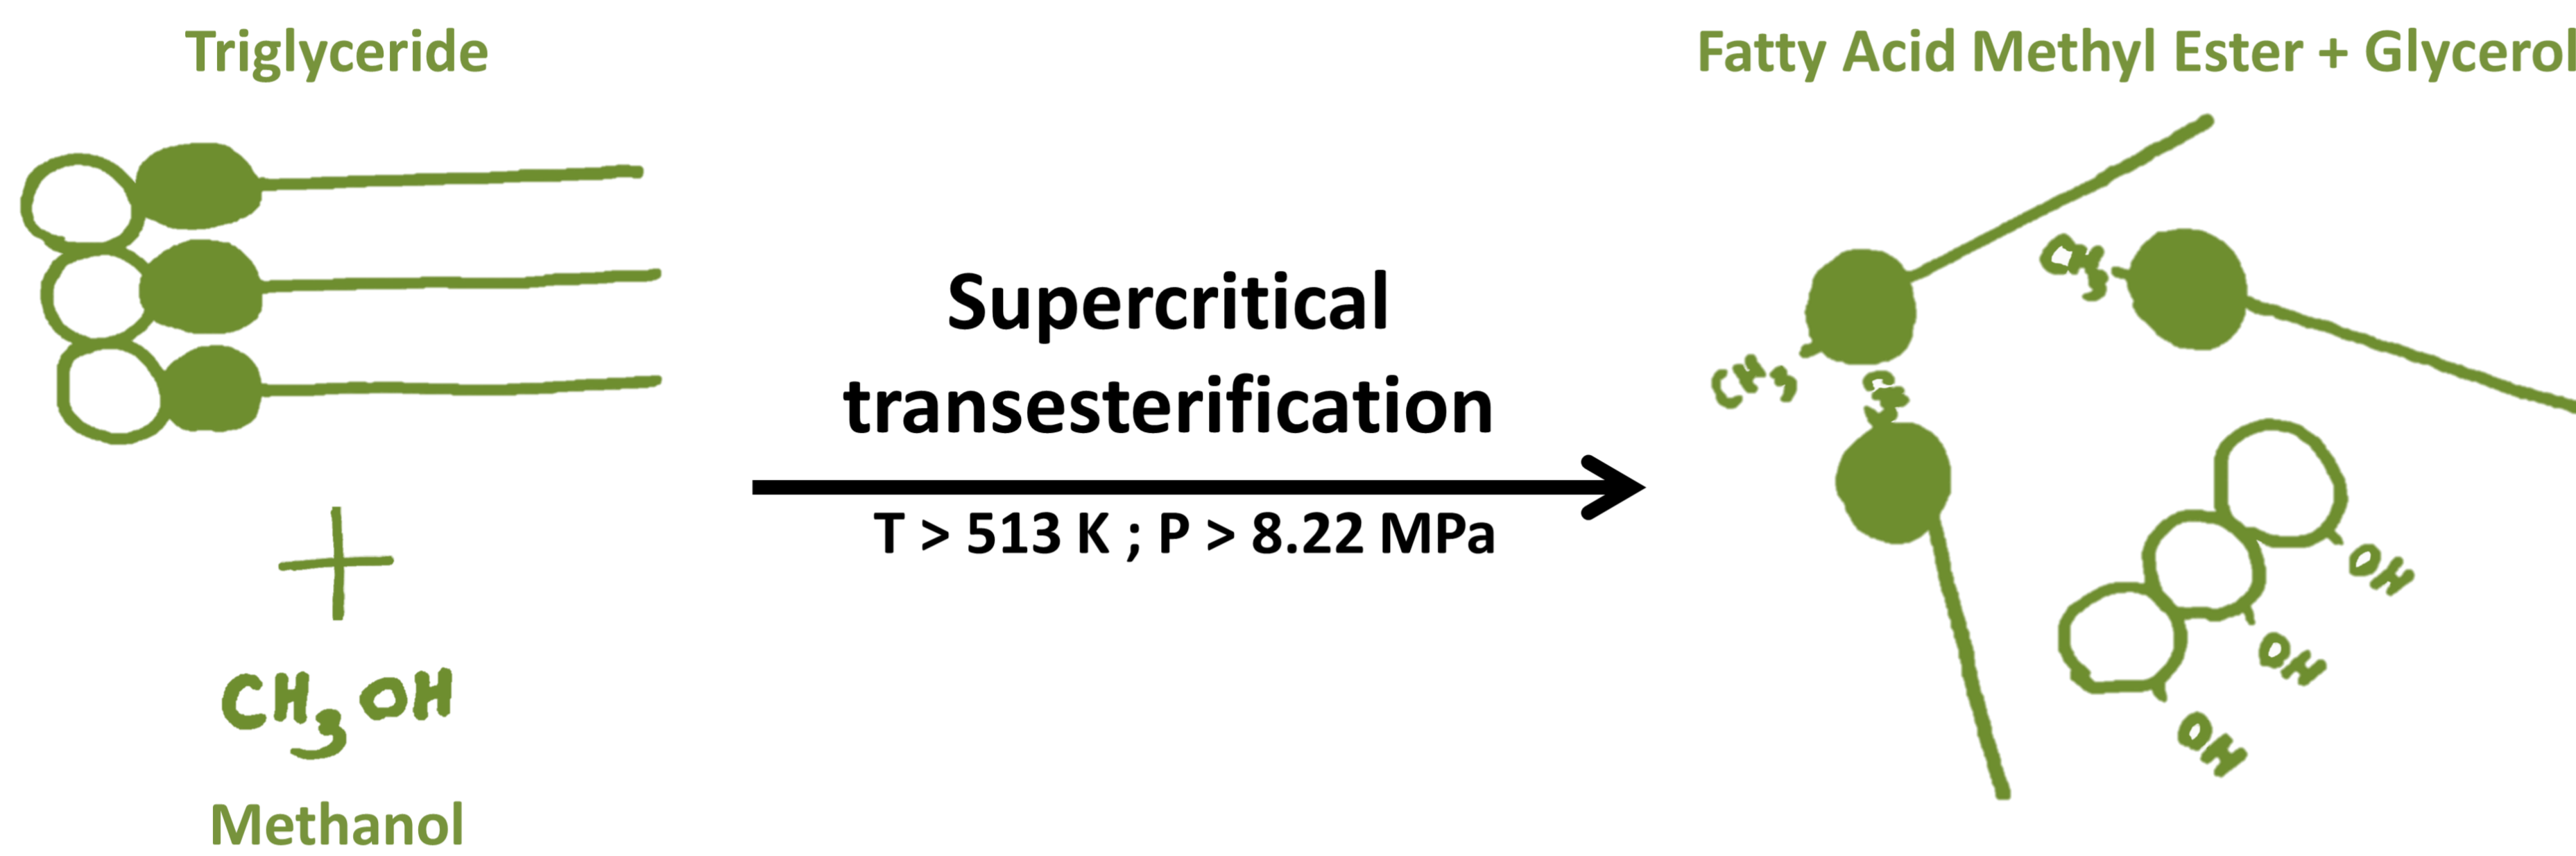 Triglyceride
Fatty Acid Methyl Ester + Glycerol
Supercritical
transesterification
T > 513 K ; P > 8.22 MPa
+
CH3OH
Methanol
CH3
CH3
CH3
OH
OH
OH